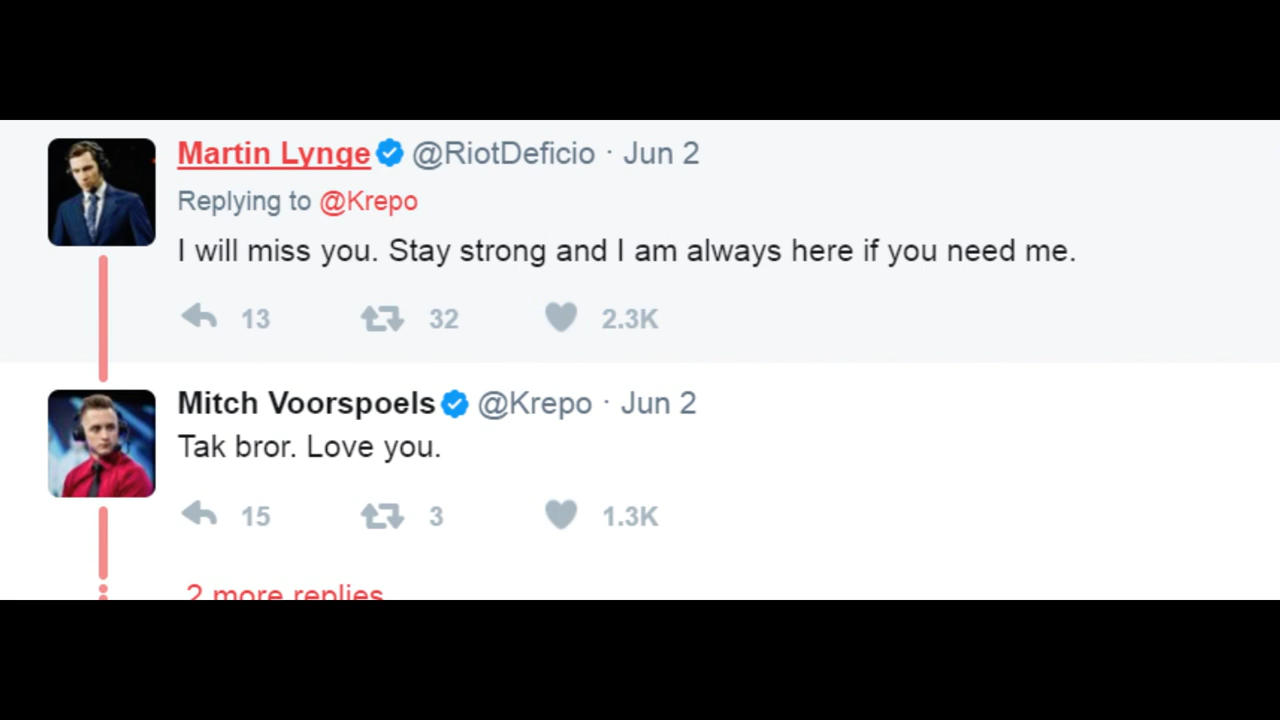 Martin Lynge @RiotDeficio · Jun 2
Replying to @Krepo
I will miss you. Stay strong and I am always here if you need me.
13 32 2.3K
Mitch Voorspoels @Krepo · Jun 2
Tak bror. Love you.
15 3 1.3K
2 more replies